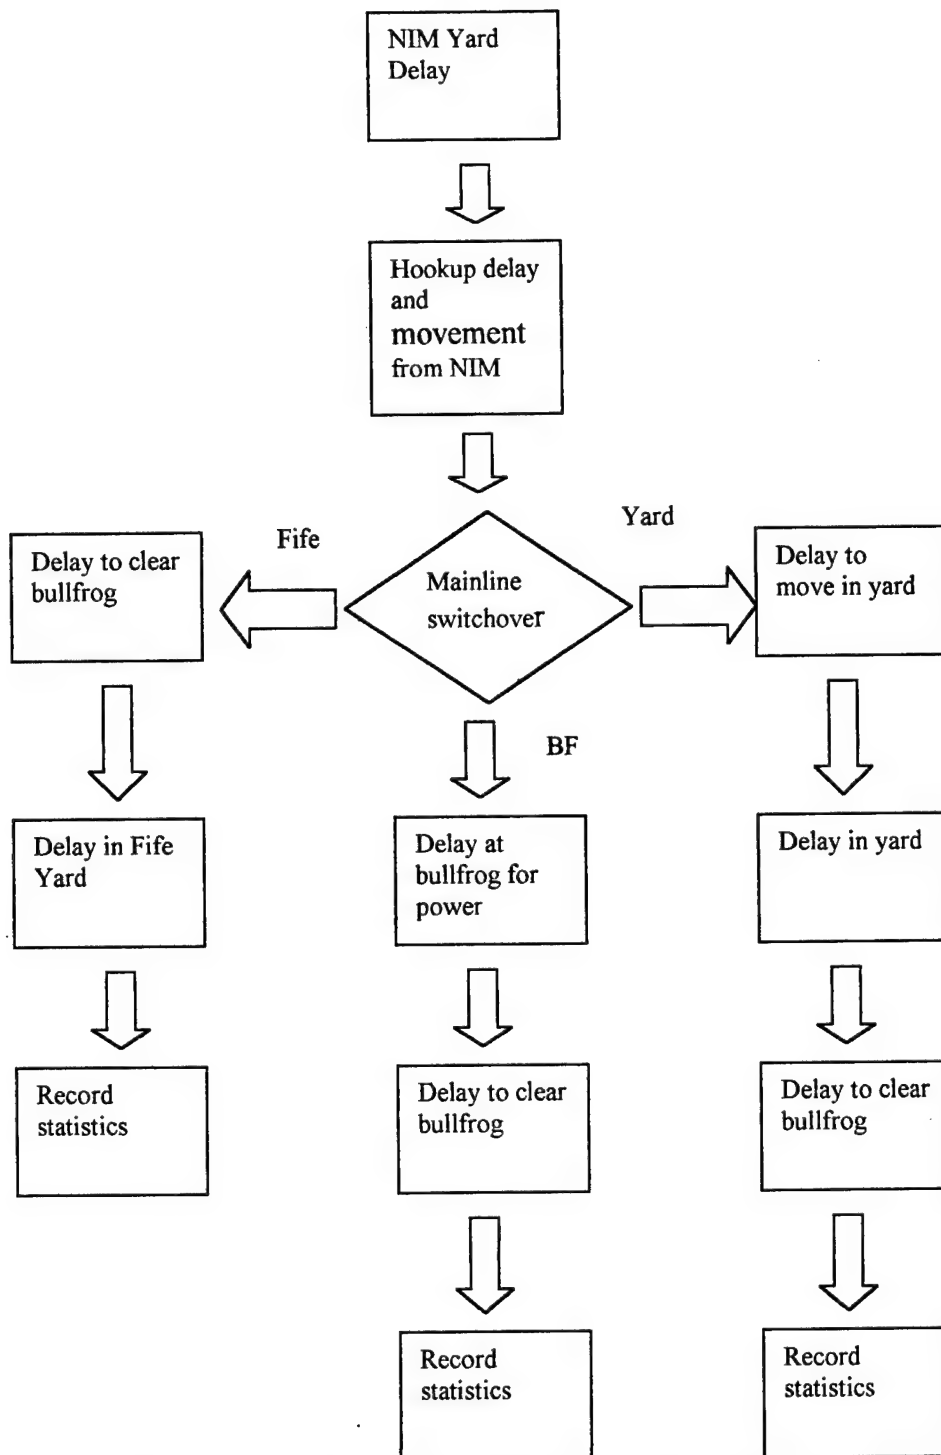 NIM Yard
Delay
Hookup delay
and
movement
from NIM
Fife
Yard
Delay to clear
bullfrog
Mainline
switchover
Delay to
move in yard
BF
Delay in Fife
Yard
Delay at
bullfrog for
power
Delay in yard
Record
statistics
Delay to clear
bullfrog
Delay to clear
bullfrog
Record
statistics
Record
statistics